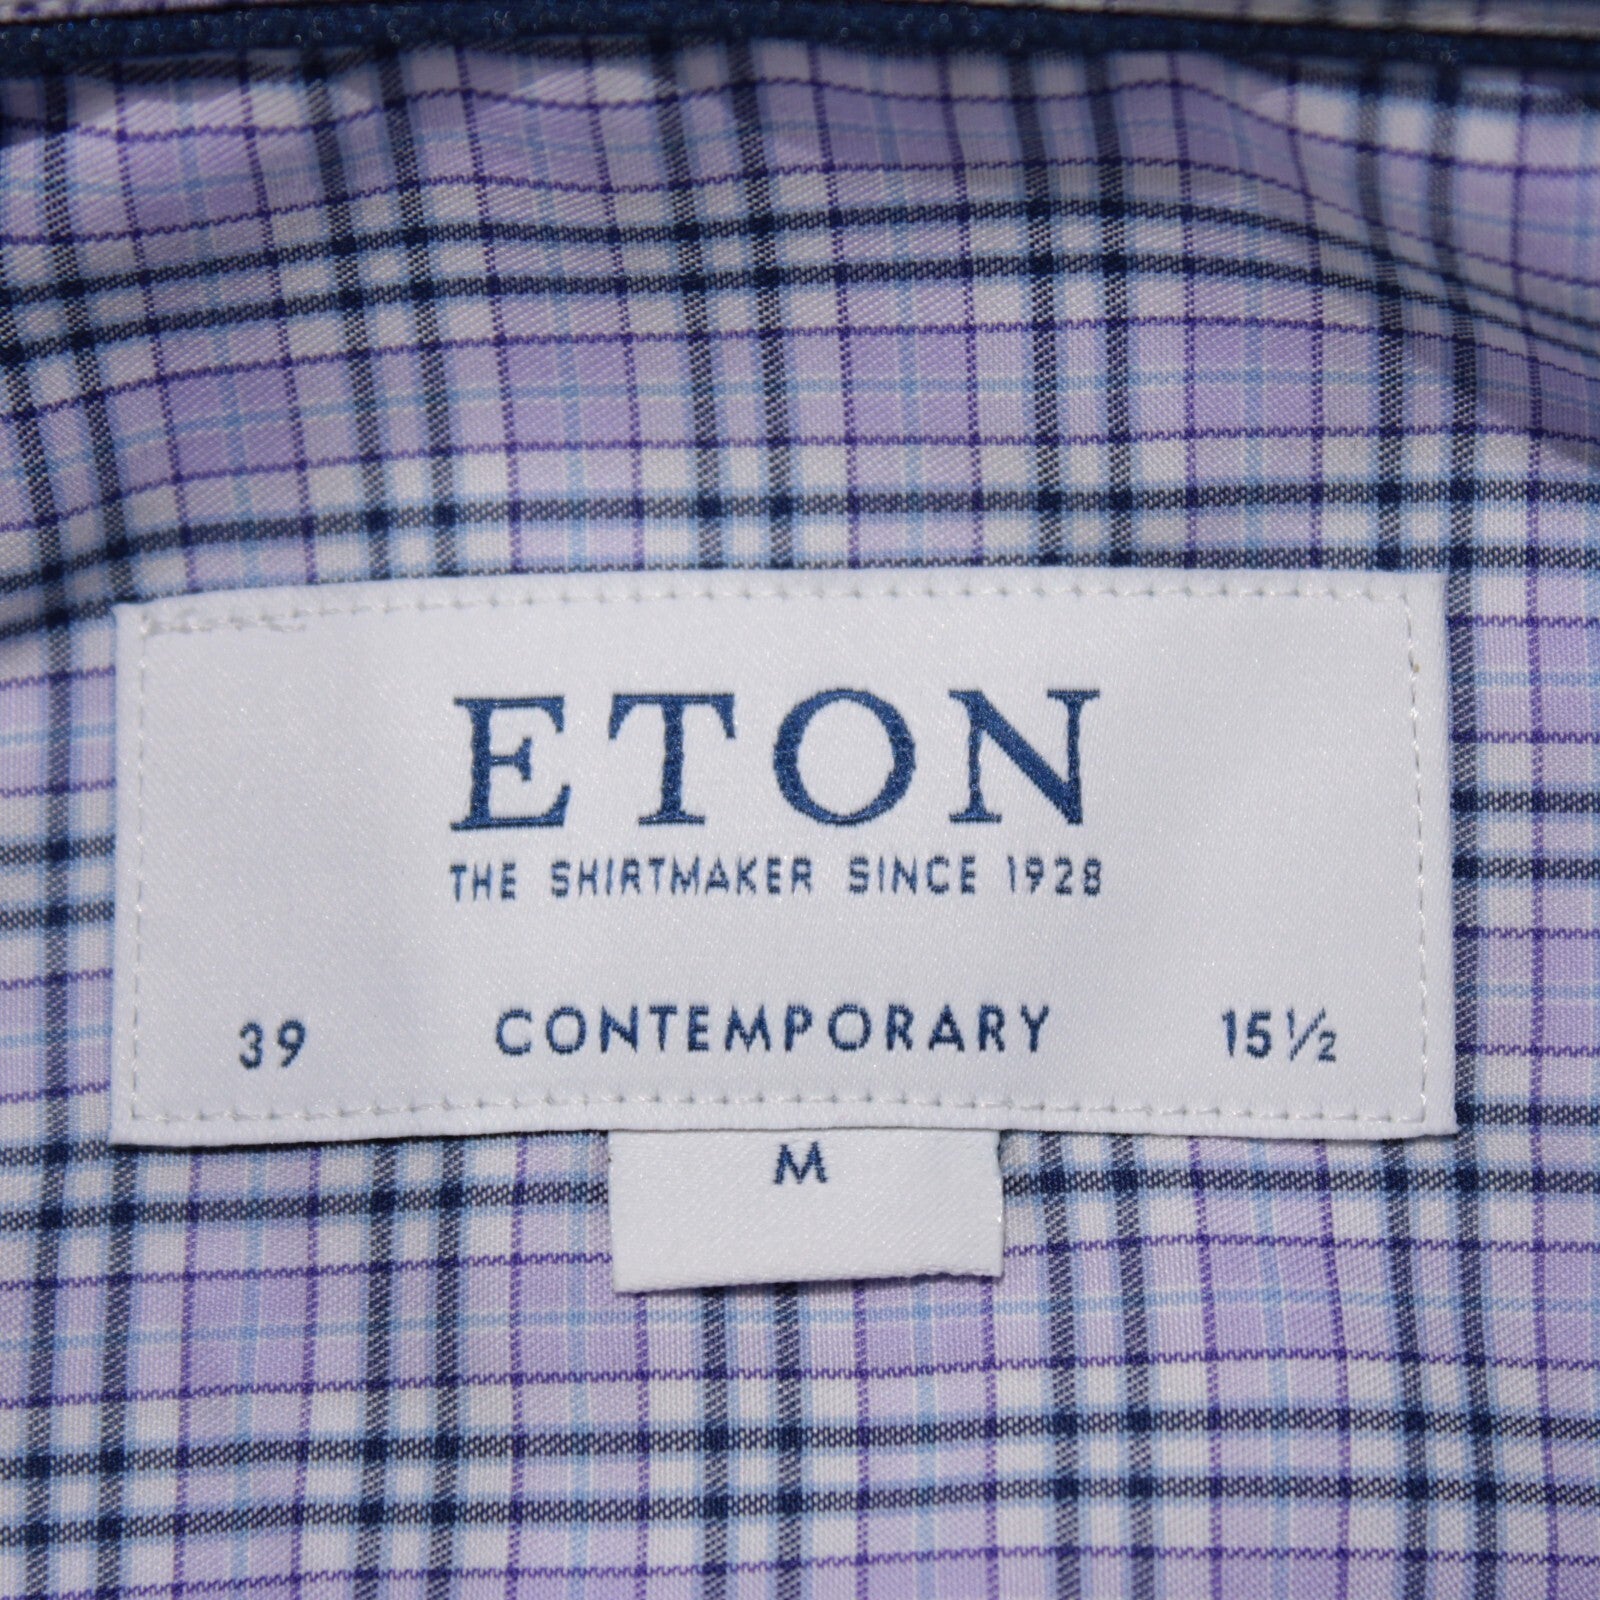 ETON
THE SHIRTMAKER SINCE 1928
39 CONTEMPORARY 15½
M